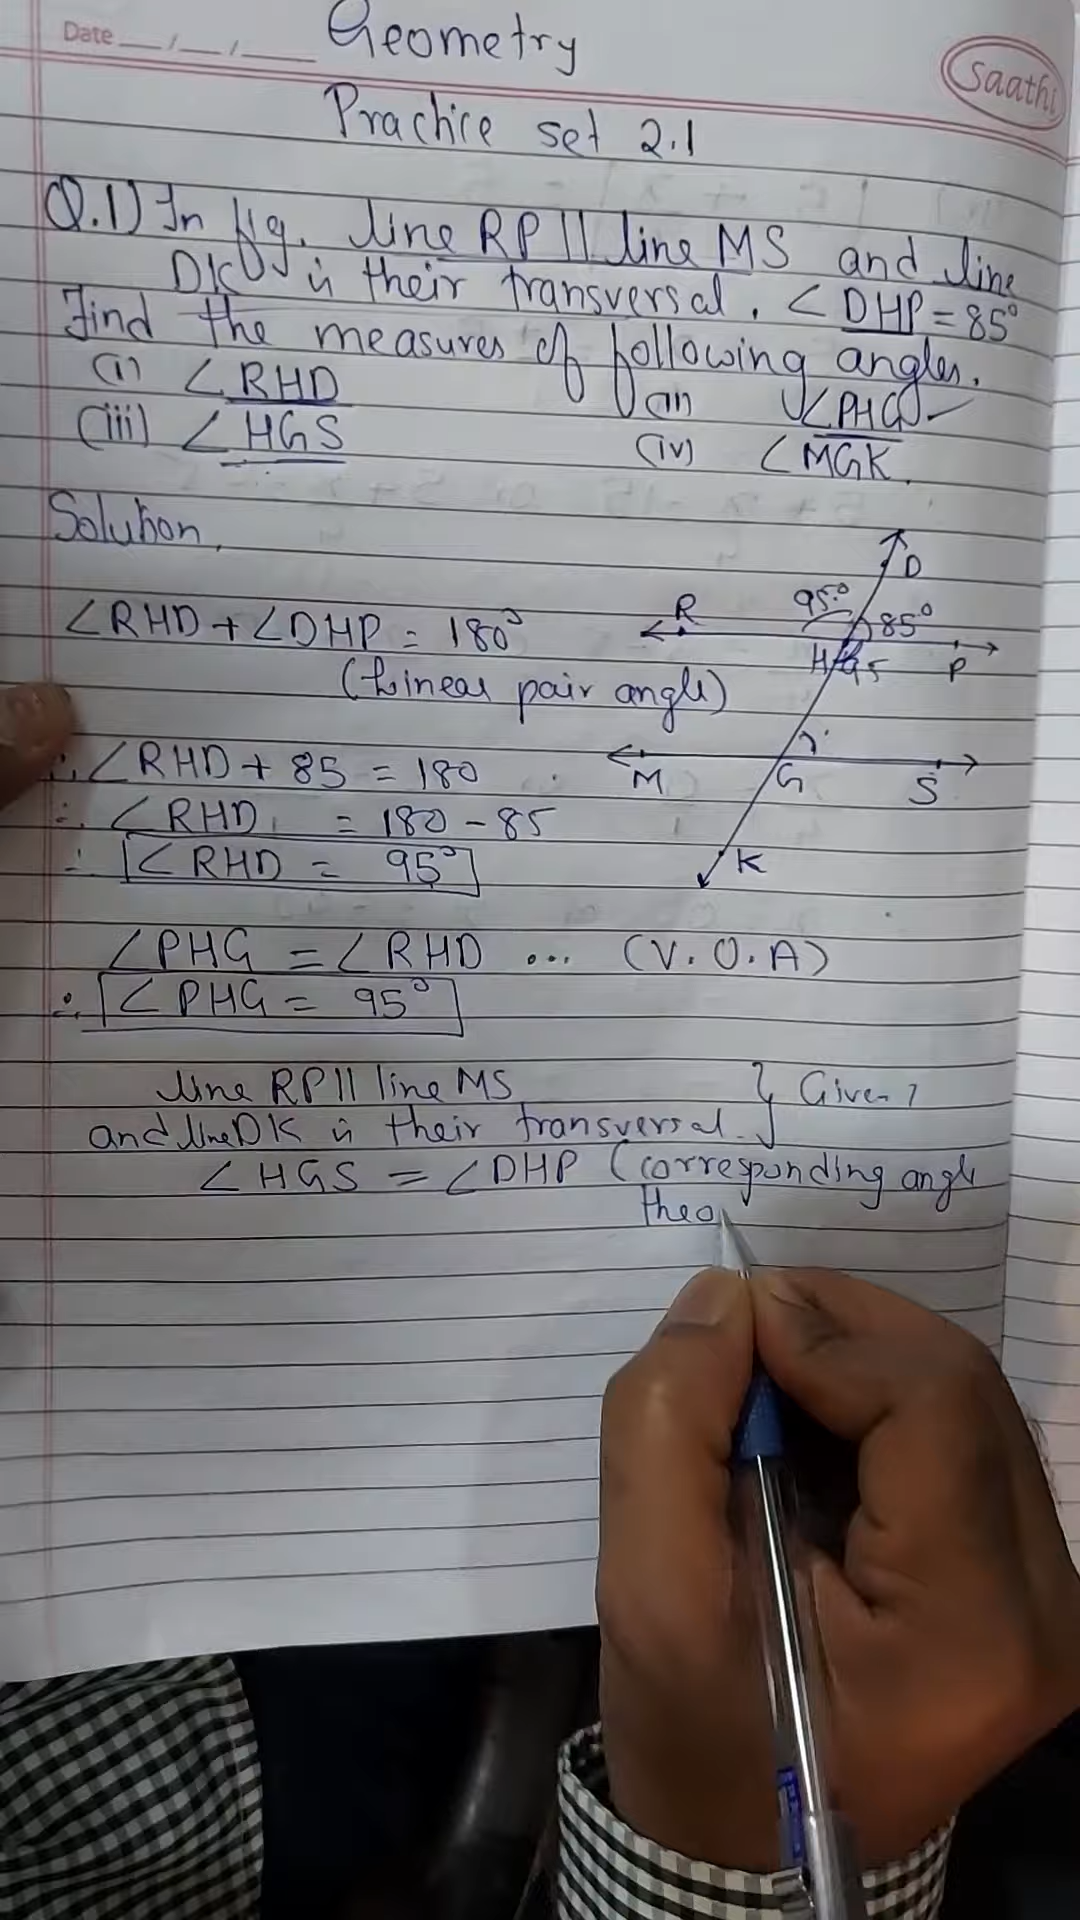 Date __/__/____
Geometry
Saathi
Practice set 2.1
Q.1) In fig. line RP || line MS and line
DK is their transversal. ∠DHP = 85°
Find the measures of following angles.
(i) ∠RHD (ii) ∠PHG
(iii) ∠HGS (iv) ∠MGK.
Solution,
D
95° 85°
R H P
M G S
K
∠RHD + ∠DHP = 180°
(Linear pair angle)
∴ ∠RHD + 85 = 180
∴ ∠RHD = 180 - 85
∴ ∠RHD = 95°
∠PHG = ∠RHD ... (V.O.A)
∴ ∠PHG = 95°
line RP || line MS } Given
and line DK is their transversal.
∠HGS = ∠DHP (corresponding angle
theo